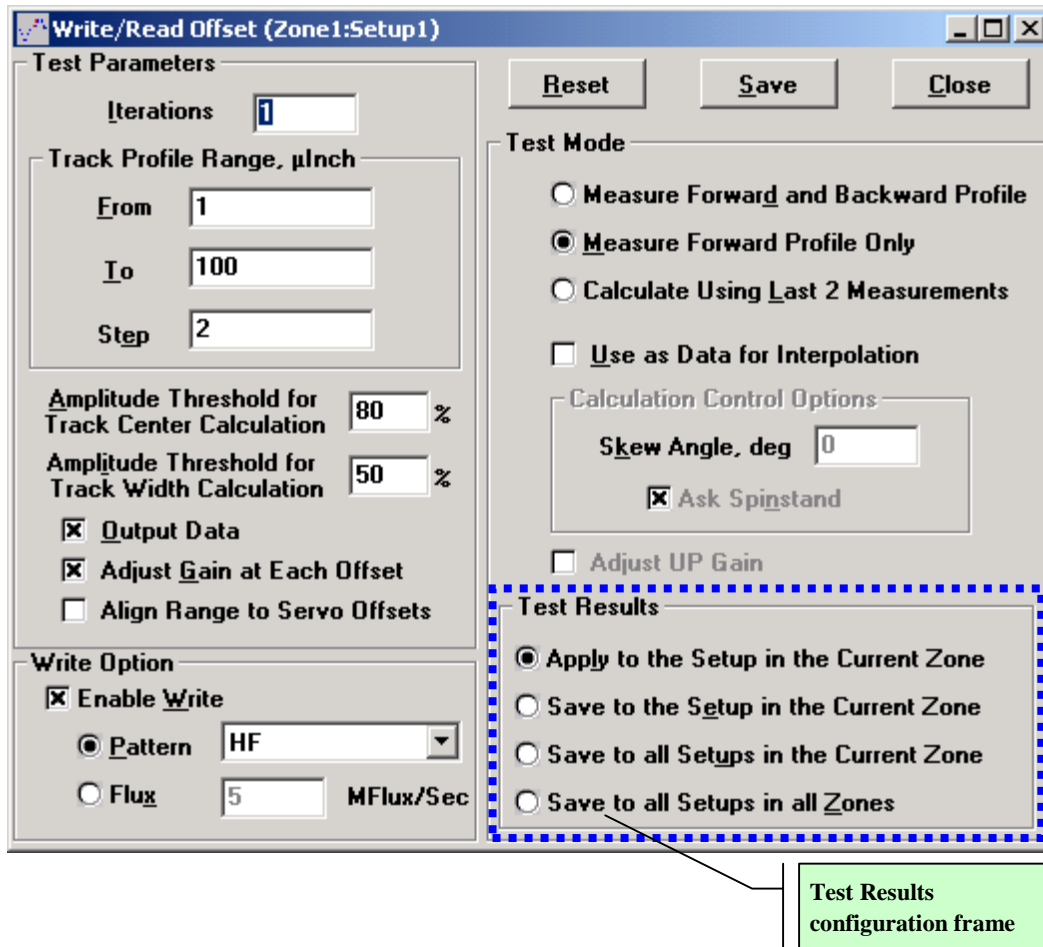 Write/Read Offset (Zone1:Setup1)
Test Parameters
Iterations 1
Track Profile Range, µInch
From 1
To 100
Step 2
Amplitude Threshold for
Track Center Calculation 80 %
Amplitude Threshold for
Track Width Calculation 50 %
Output Data
Adjust Gain at Each Offset
Align Range to Servo Offsets
Write Option
Enable Write
Pattern HF
Flux 5 MFlux/Sec
Reset Save Close
Test Mode
Measure Forward and Backward Profile
Measure Forward Profile Only
Calculate Using Last 2 Measurements
Use as Data for Interpolation
Calculation Control Options
Skew Angle, deg 0
Ask Spinstand
Adjust UP Gain
Test Results
Apply to the Setup in the Current Zone
Save to the Setup in the Current Zone
Save to all Setups in the Current Zone
Save to all Setups in all Zones
Test Results
configuration frame